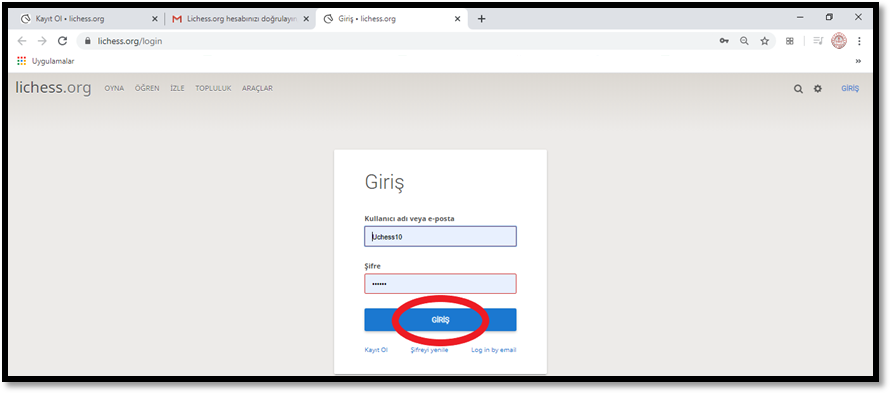 Kayıt Ol • lichess.org
Lichess.org hesabınızı doğrulayın
Giriş • lichess.org
lichess.org/login
Uygulamalar
lichess.org OYNA ÖĞREN İZLE TOPLULUK ARAÇLAR GİRİŞ
Giriş
Kullanıcı adı veya e-posta
Uchess10
Şifre
••••••
GİRİŞ
Kayıt Ol Şifreyi yenile Log in by email